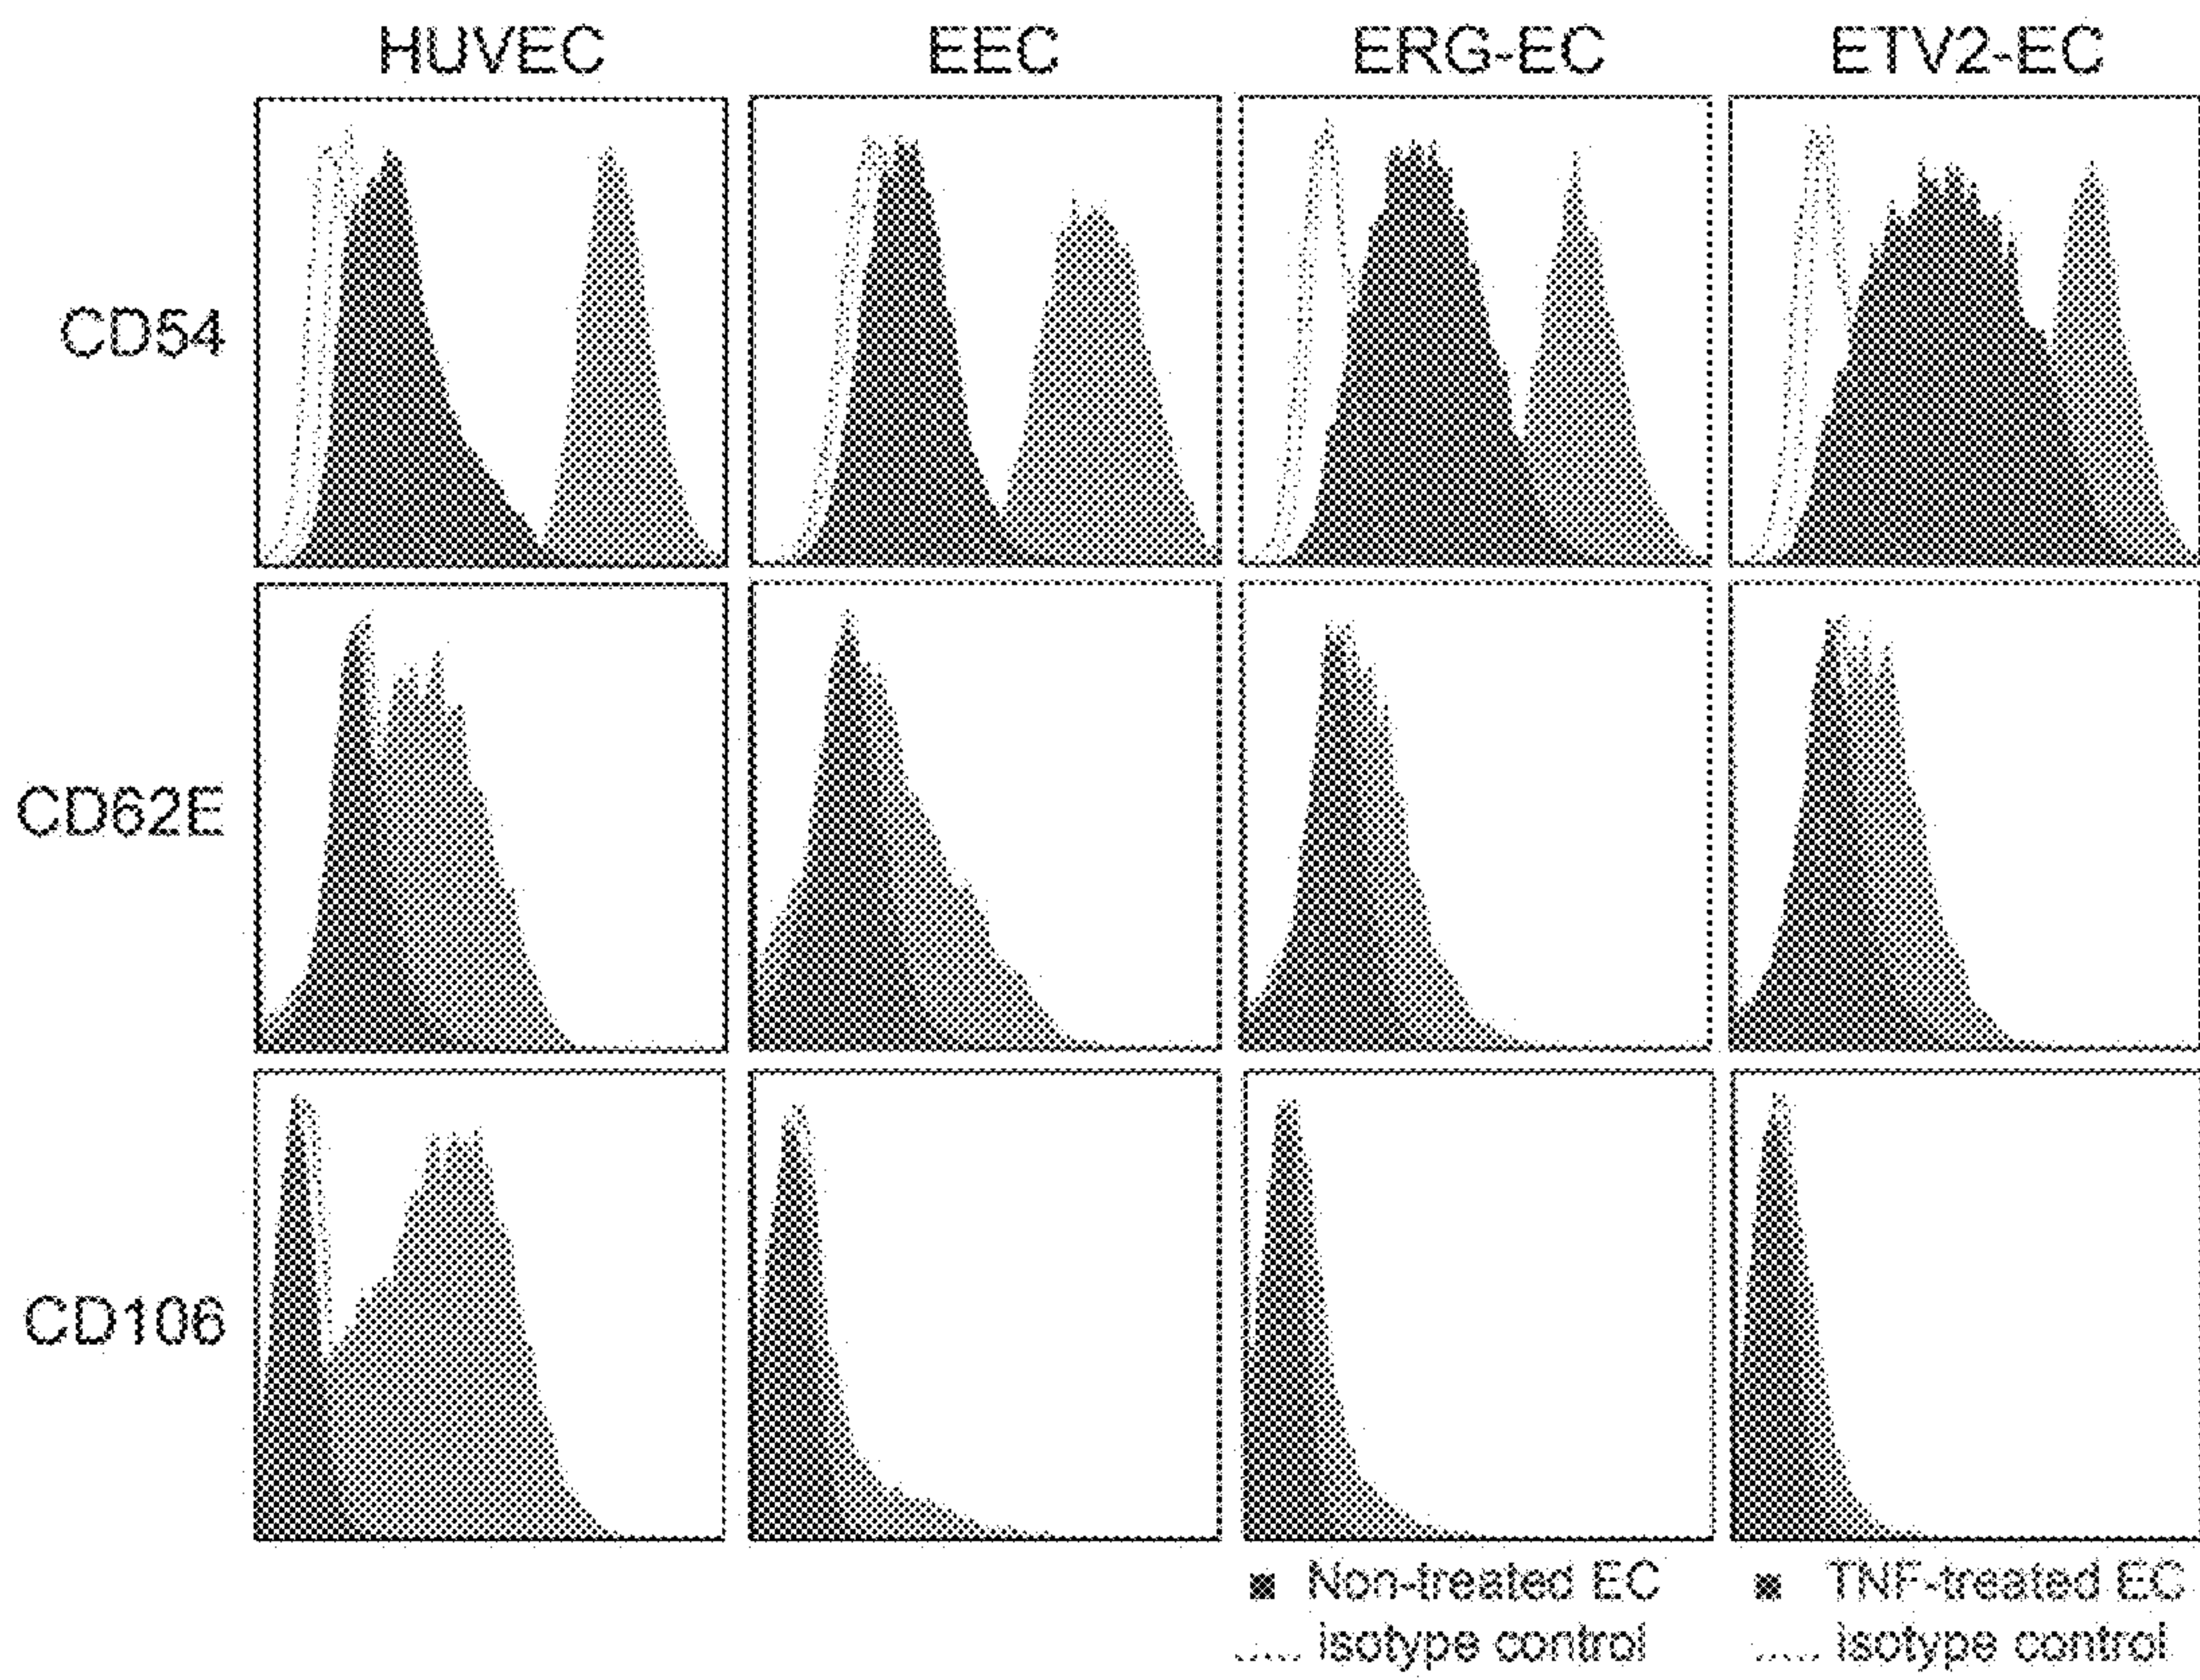 HUVEC EEC ERG-EC ETV2-EC
CD54
CD62E
CD106
Non-treated EC TNF-treated EC
isotype control isotype control